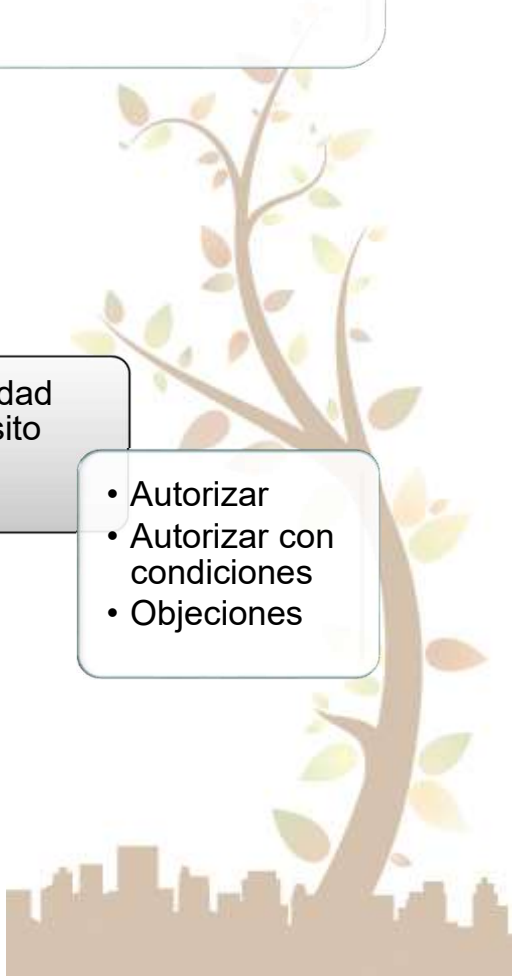 dad
sito
• Autorizar
• Autorizar con
condiciones
• Objeciones